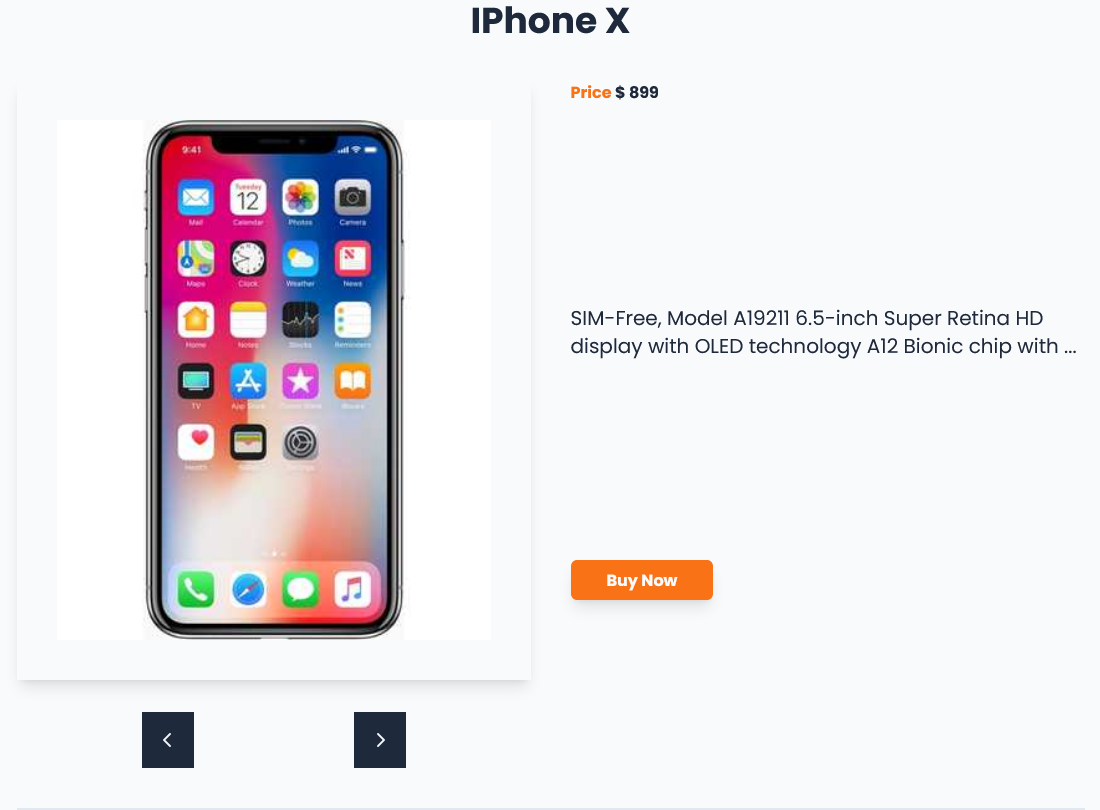 IPhone X
Price $ 899
9:41
Tuesday
12
Mail Calendar Photos Camera
Maps Clock Weather News
Home Notes Stocks Reminders
TV App Store Books
Health Wallet Settings
SIM-Free, Model A19211 6.5-inch Super Retina HD
display with OLED technology A12 Bionic chip with ...
Buy Now